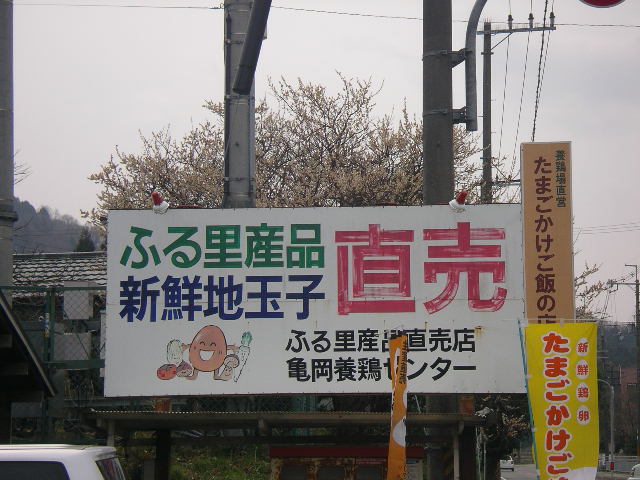 ふる里産品
新鮮地玉子
直売
ふる里産品直売店
亀岡養鶏センター
養鶏場直営
たまごかけご飯の店
新鮮鶏卵
たまごかけご